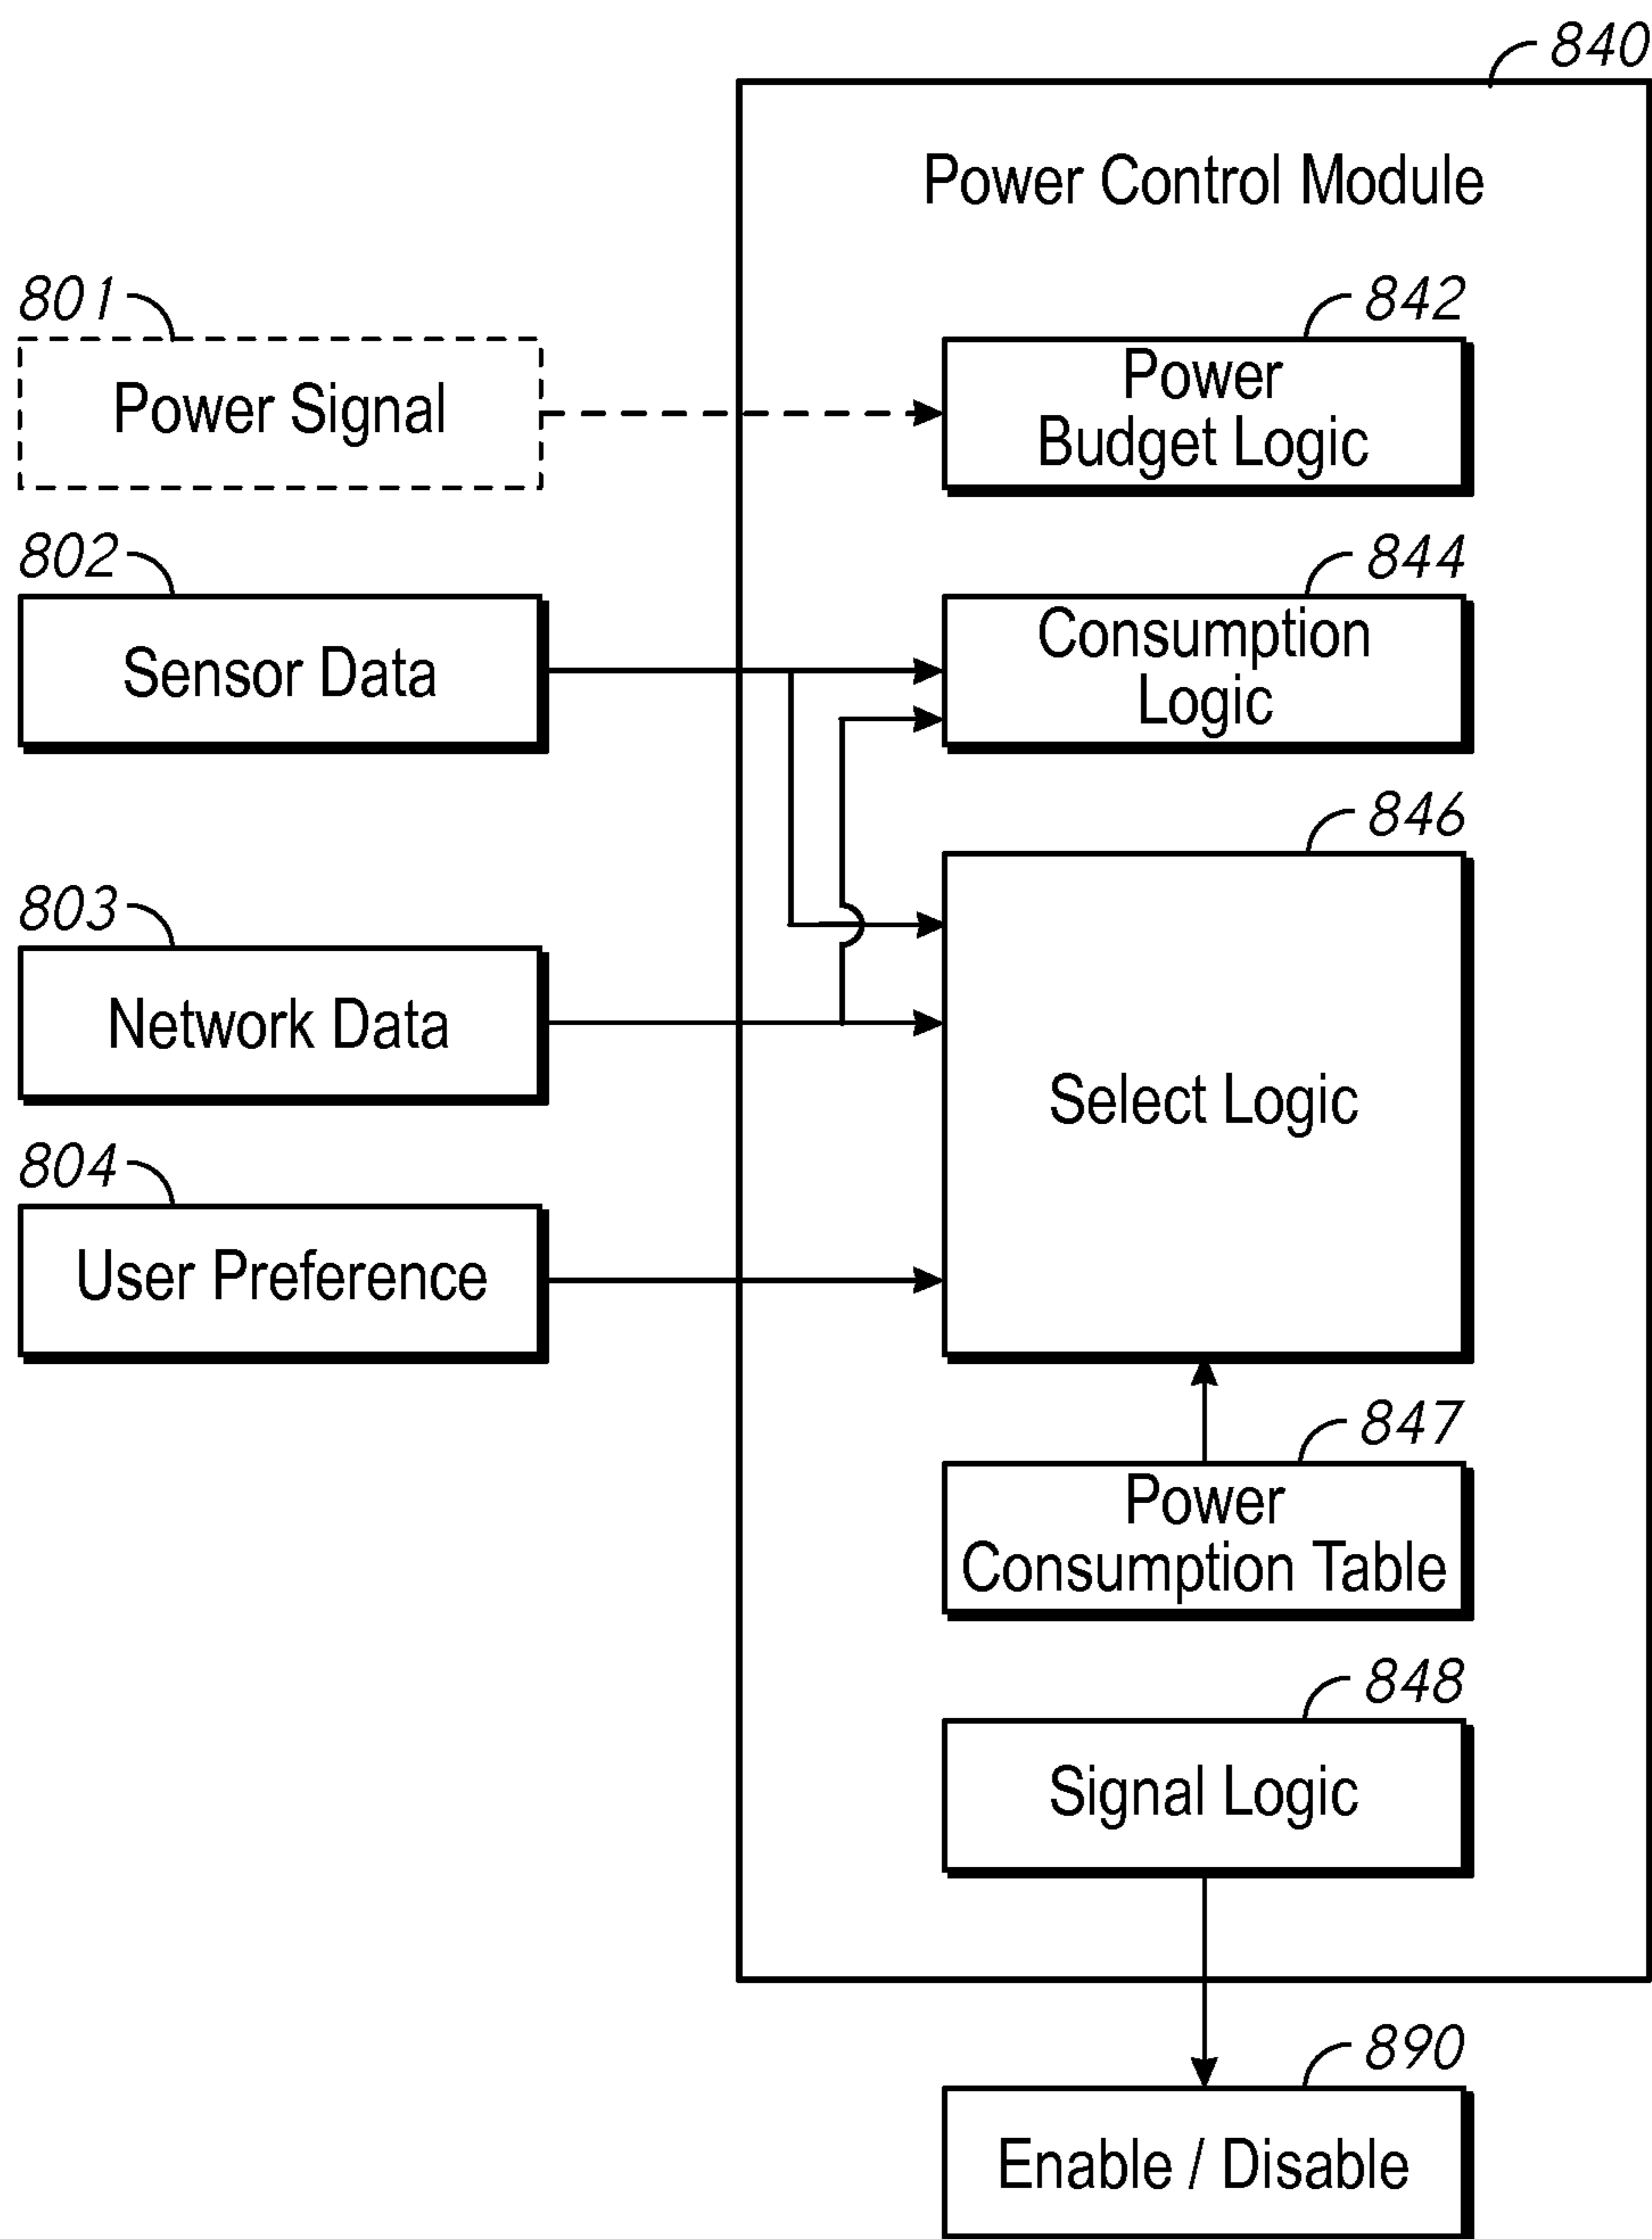 840
Power Control Module
801
Power Signal
842
Power
Budget Logic
802
Sensor Data
844
Consumption
Logic
846
Select Logic
803
Network Data
804
User Preference
847
Power
Consumption Table
848
Signal Logic
890
Enable / Disable